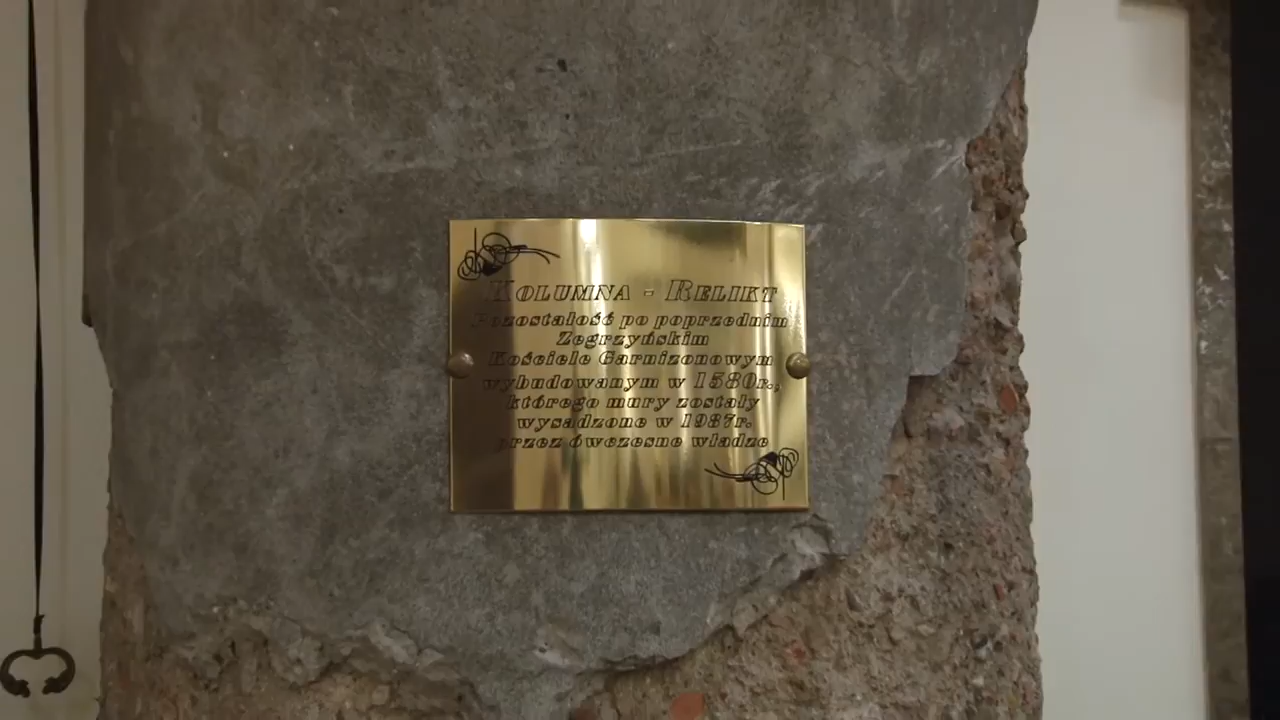 Kolumna - Relikt
Pozostałość po poprzednim
Zegrzyńskim
Kościele Garnizonowym
wybudowanym w 1580r.,
którego mury zostały
wysadzone w 1987r.
przez ówczesne władze